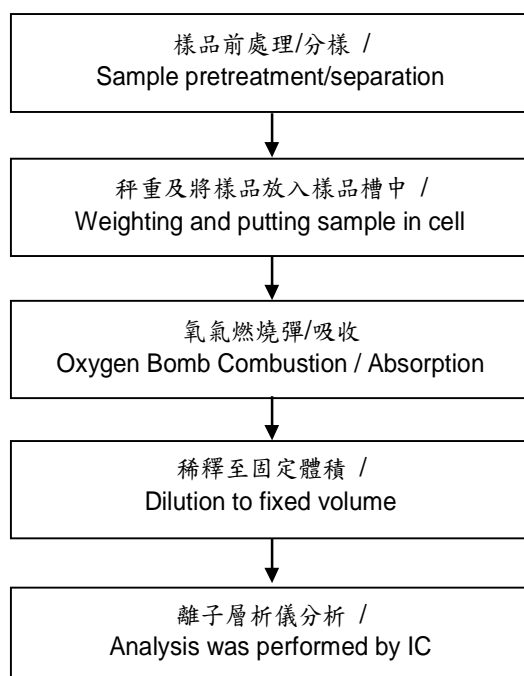 樣品前處理/分樣 /
Sample pretreatment/separation
秤重及將樣品放入樣品槽中 /
Weighting and putting sample in cell
氧氣燃燒彈/吸收
Oxygen Bomb Combustion / Absorption
稀釋至固定體積 /
Dilution to fixed volume
離子層析儀分析 /
Analysis was performed by IC